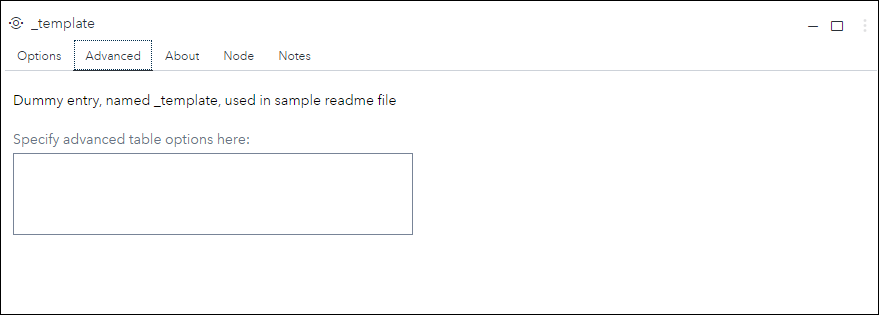 _template
Options Advanced About Node Notes
Dummy entry, named _template, used in sample readme file
Specify advanced table options here: